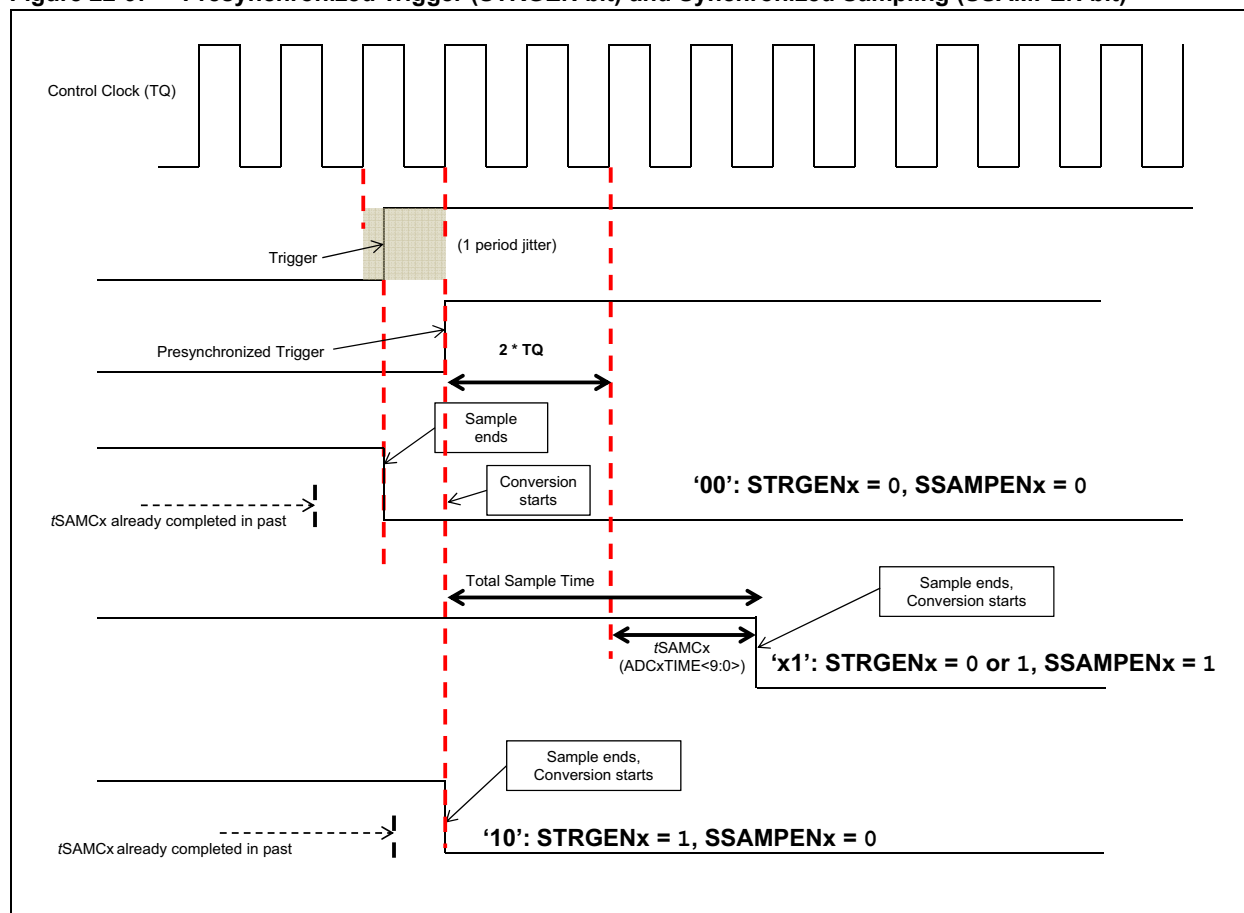 Control Clock (TQ)
Trigger
(1 period jitter)
Presynchronized Trigger
2 * TQ
Sample
ends
Conversion
starts
‘00’: STRGENx = 0, SSAMPENx = 0
tSAMCx already completed in past
Total Sample Time
Sample ends,
Conversion starts
tSAMCx
(ADCxTIME<9:0>)
‘x1’: STRGENx = 0 or 1, SSAMPENx = 1
Sample ends,
Conversion starts
tSAMCx already completed in past
‘10’: STRGENx = 1, SSAMPENx = 0